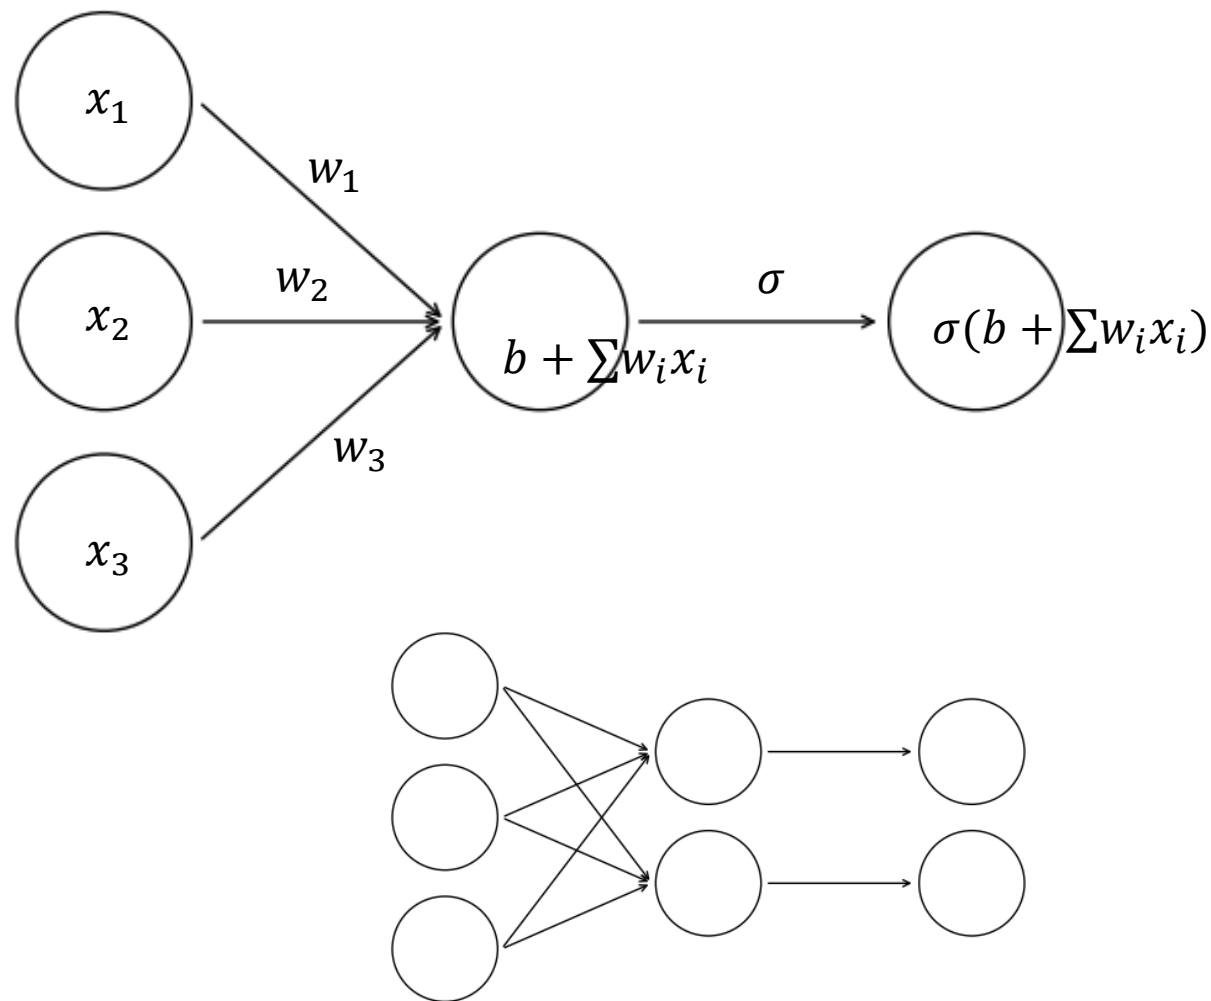 x₁
w₁
x₂
w₂
b + ∑wᵢxᵢ
σ
σ(b + ∑wᵢxᵢ)
x₃
w₃